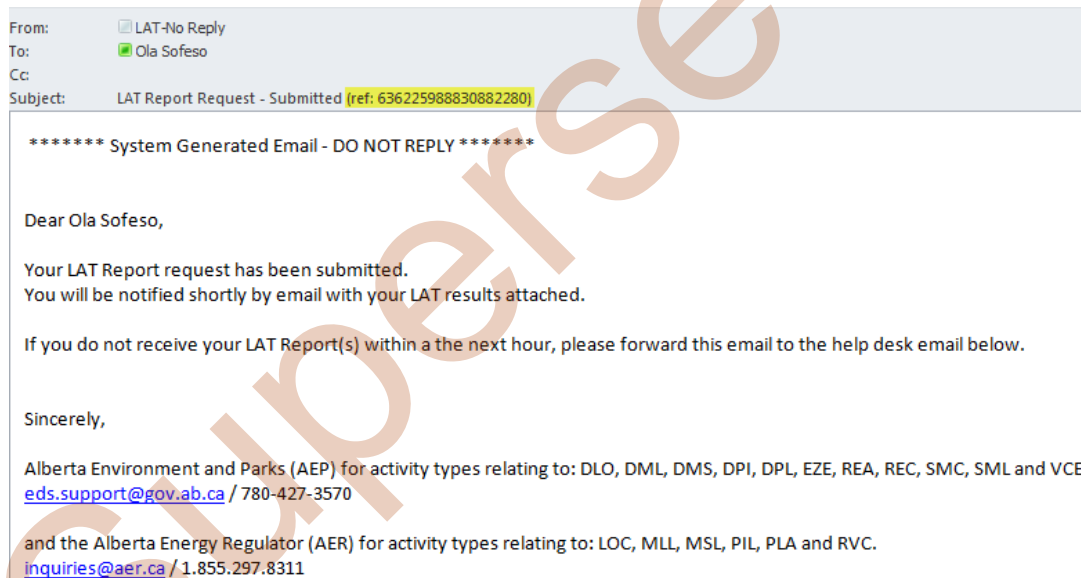 From: LAT-No Reply
To: Ola Sofeso
Cc:
Subject: LAT Report Request - Submitted (ref: 636225988830882280)
******* System Generated Email - DO NOT REPLY *******
Dear Ola Sofeso,
Your LAT Report request has been submitted.
You will be notified shortly by email with your LAT results attached.
If you do not receive your LAT Report(s) within a the next hour, please forward this email to the help desk email below.
Sincerely,
Alberta Environment and Parks (AEP) for activity types relating to: DLO, DML, DMS, DPI, DPL, EZE, REA, REC, SMC, SML and VCE
eds.support@gov.ab.ca / 780-427-3570
and the Alberta Energy Regulator (AER) for activity types relating to: LOC, MLL, MSL, PIL, PLA and RVC.
inquiries@aer.ca / 1.855.297.8311
Superse